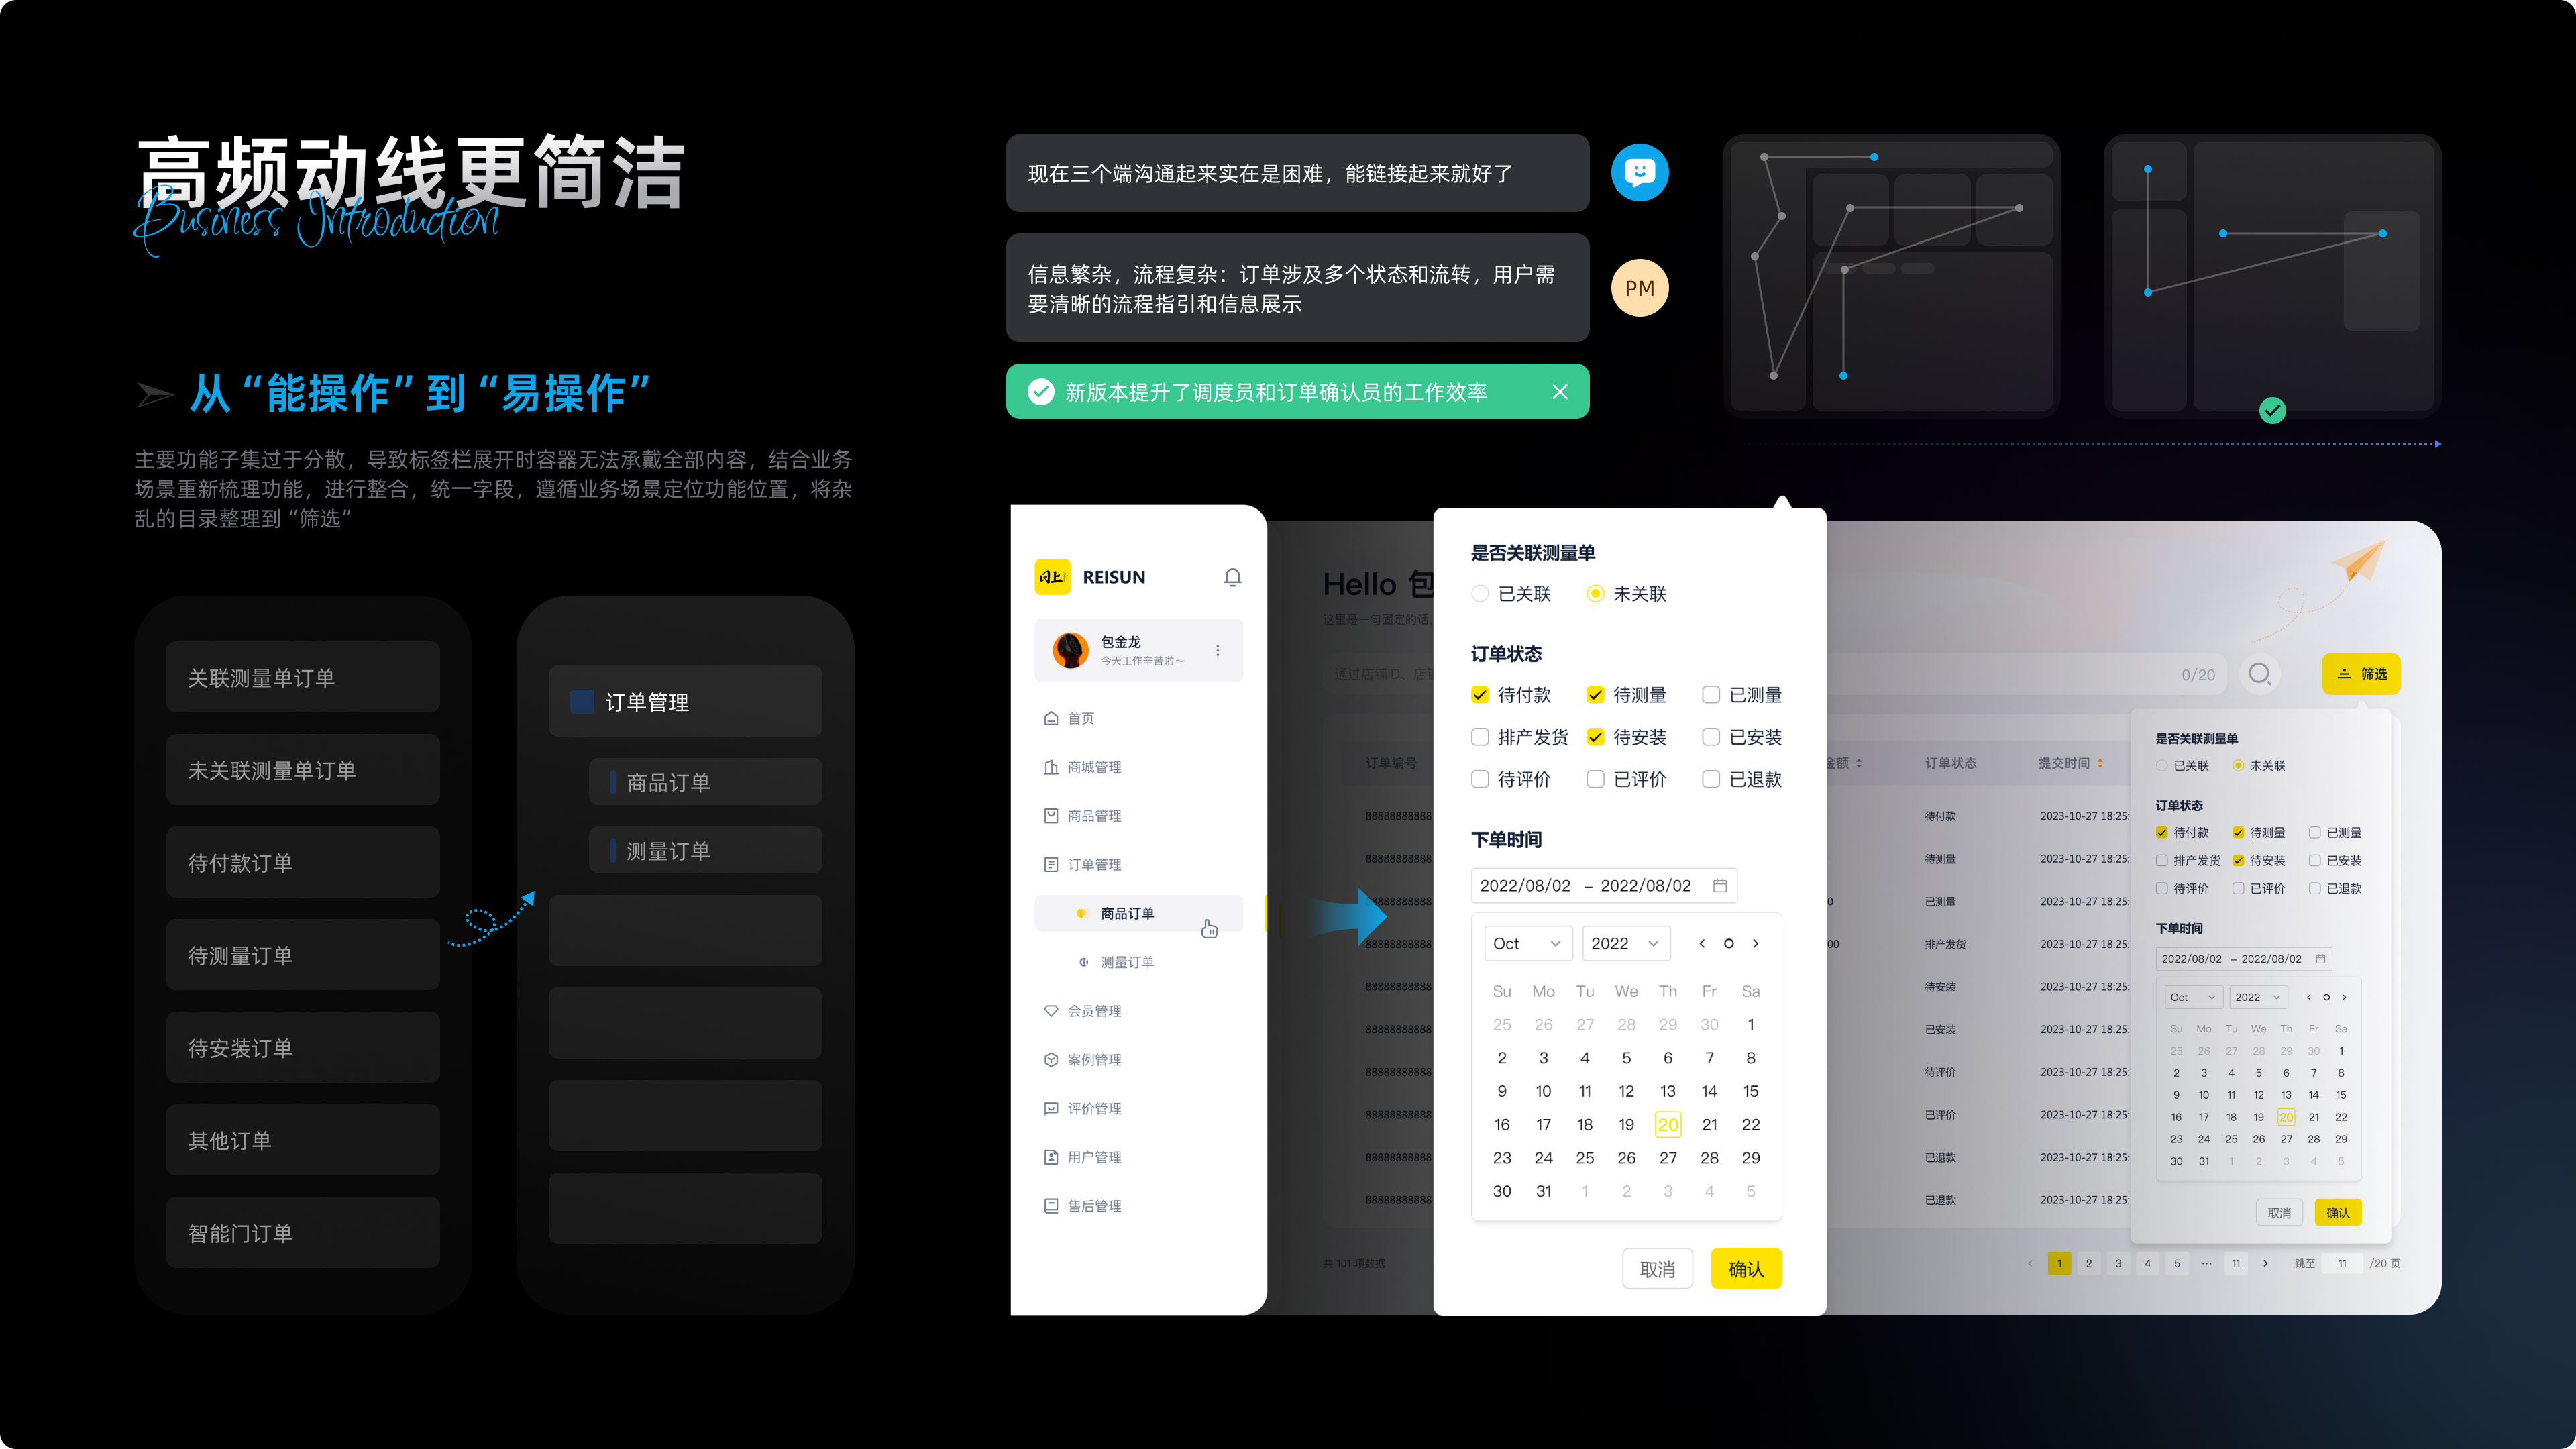 高频动线更简洁
Business Introduction
从 “能操作” 到 “易操作”
主要功能子集过于分散，导致标签栏展开时容器无法承戴全部内容，结合业务
场景重新梳理功能，进行整合，统一字段，遵循业务场景定位功能位置，将杂
乱的目录整理到 “筛选”
关联测量单订单
未关联测量单订单
待付款订单
待测量订单
待安装订单
其他订单
智能门订单
订单管理
商品订单
测量订单
现在三个端沟通起来实在是困难，能链接起来就好了
信息繁杂，流程复杂：订单涉及多个状态和流转，用户需
要清晰的流程指引和信息展示
PM
新版本提升了调度员和订单确认员的工作效率
向上
REISUN
包金龙
今天工作辛苦啦～
首页
商城管理
商品管理
订单管理
商品订单
测量订单
会员管理
案例管理
评价管理
用户管理
售后管理
Hello 包
这里是一句固定的话,
通过店铺ID、店
0/20
筛选
订单编号
金额
订单状态
提交时间
88888888888
待付款
2023-10-27 18:25:
88888888888
待测量
2023-10-27 18:25:
88888888888
0
已测量
2023-10-27 18:25:
88888888888
00
排产发货
2023-10-27 18:25:
88888888888
待安装
2023-10-27 18:25:
88888888888
已安装
2023-10-27 18:25:
88888888888
待评价
2023-10-27 18:25:
88888888888
已评价
2023-10-27 18:25:
88888888888
已退款
2023-10-27 18:25:
88888888888
已退款
2023-10-27 18:25:
共 101 项数据
1 2 3 4 5 ··· 11 跳至 11 /20 页
是否关联测量单
已关联 未关联
订单状态
待付款 待测量 已测量
排产发货 待安装 已安装
待评价 已评价 已退款
下单时间
2022/08/02 – 2022/08/02
Oct 2022
Su Mo Tu We Th Fr Sa
25 26 27 28 29 30 1
2 3 4 5 6 7 8
9 10 11 12 13 14 15
16 17 18 19 20 21 22
23 24 25 26 27 28 29
30 31 1 2 3 4 5
取消 确认
是否关联测量单
已关联 未关联
订单状态
待付款 待测量 已测量
排产发货 待安装 已安装
待评价 已评价 已退款
下单时间
2022/08/02 – 2022/08/02
Oct 2022
Su Mo Tu We Th Fr Sa
25 26 27 28 29 30 1
2 3 4 5 6 7 8
9 10 11 12 13 14 15
16 17 18 19 20 21 22
23 24 25 26 27 28 29
30 31 1 2 3 4 5
取消 确认